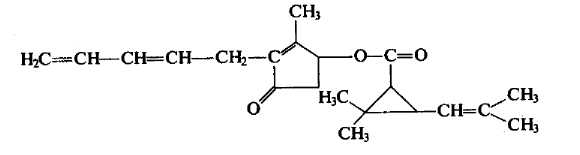 CH₃
H₂C=CH—CH=CH—CH₂—C O—C=O
O H₃C CH=C CH₃
CH₃ CH₃